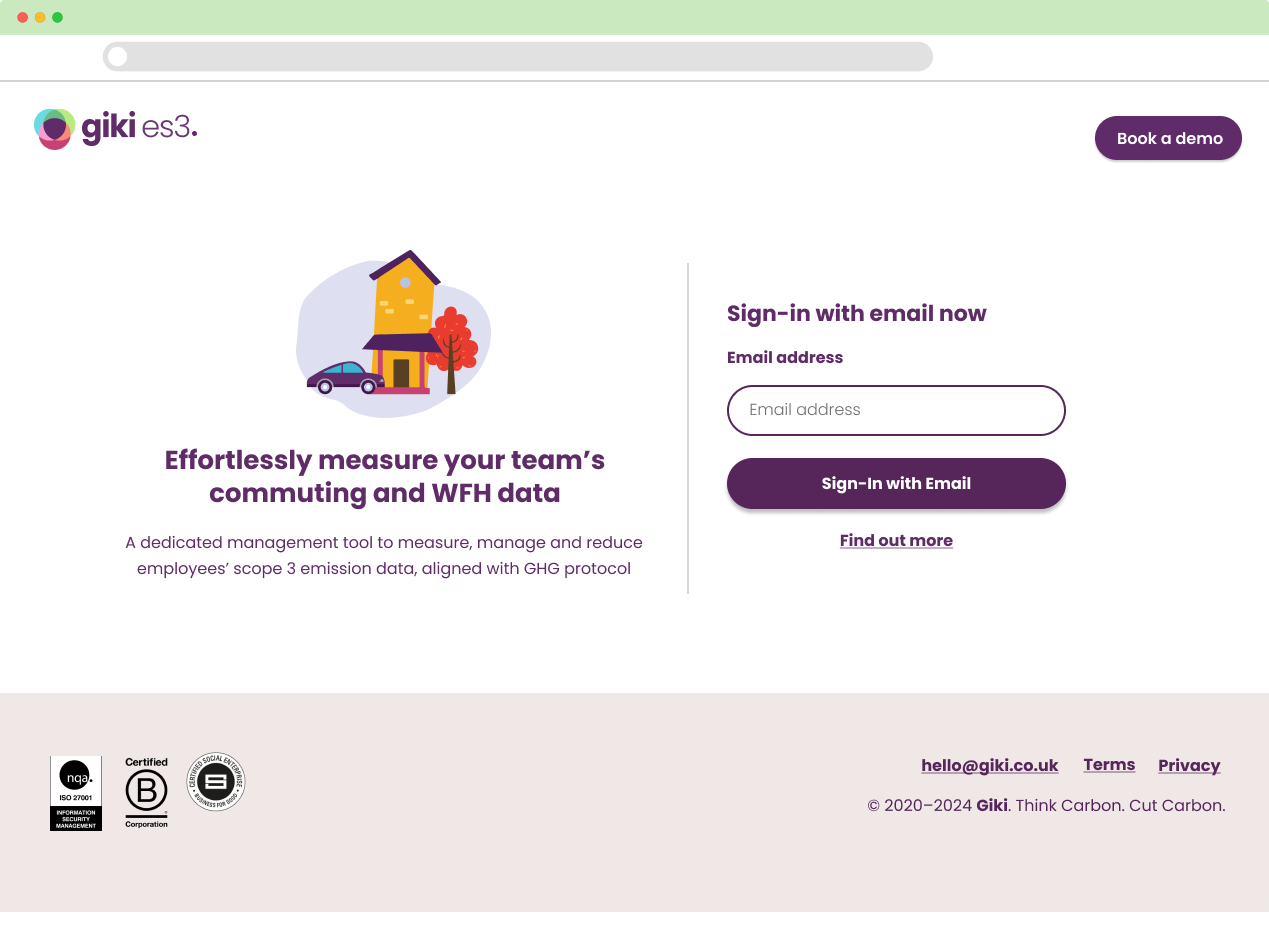 giki es3.
Book a demo
Effortlessly measure your team’s
commuting and WFH data
A dedicated management tool to measure, manage and reduce
employees’ scope 3 emission data, aligned with GHG protocol
Sign-in with email now
Email address
Email address
Sign-In with Email
Find out more
nqa.
ISO 27001
INFORMATION
SECURITY
MANAGEMENT
Certified
B
Corporation
CERTIFIED SOCIAL ENTERPRISE
BUSINESS FOR GOOD
hello@giki.co.uk Terms Privacy
© 2020–2024 Giki. Think Carbon. Cut Carbon.